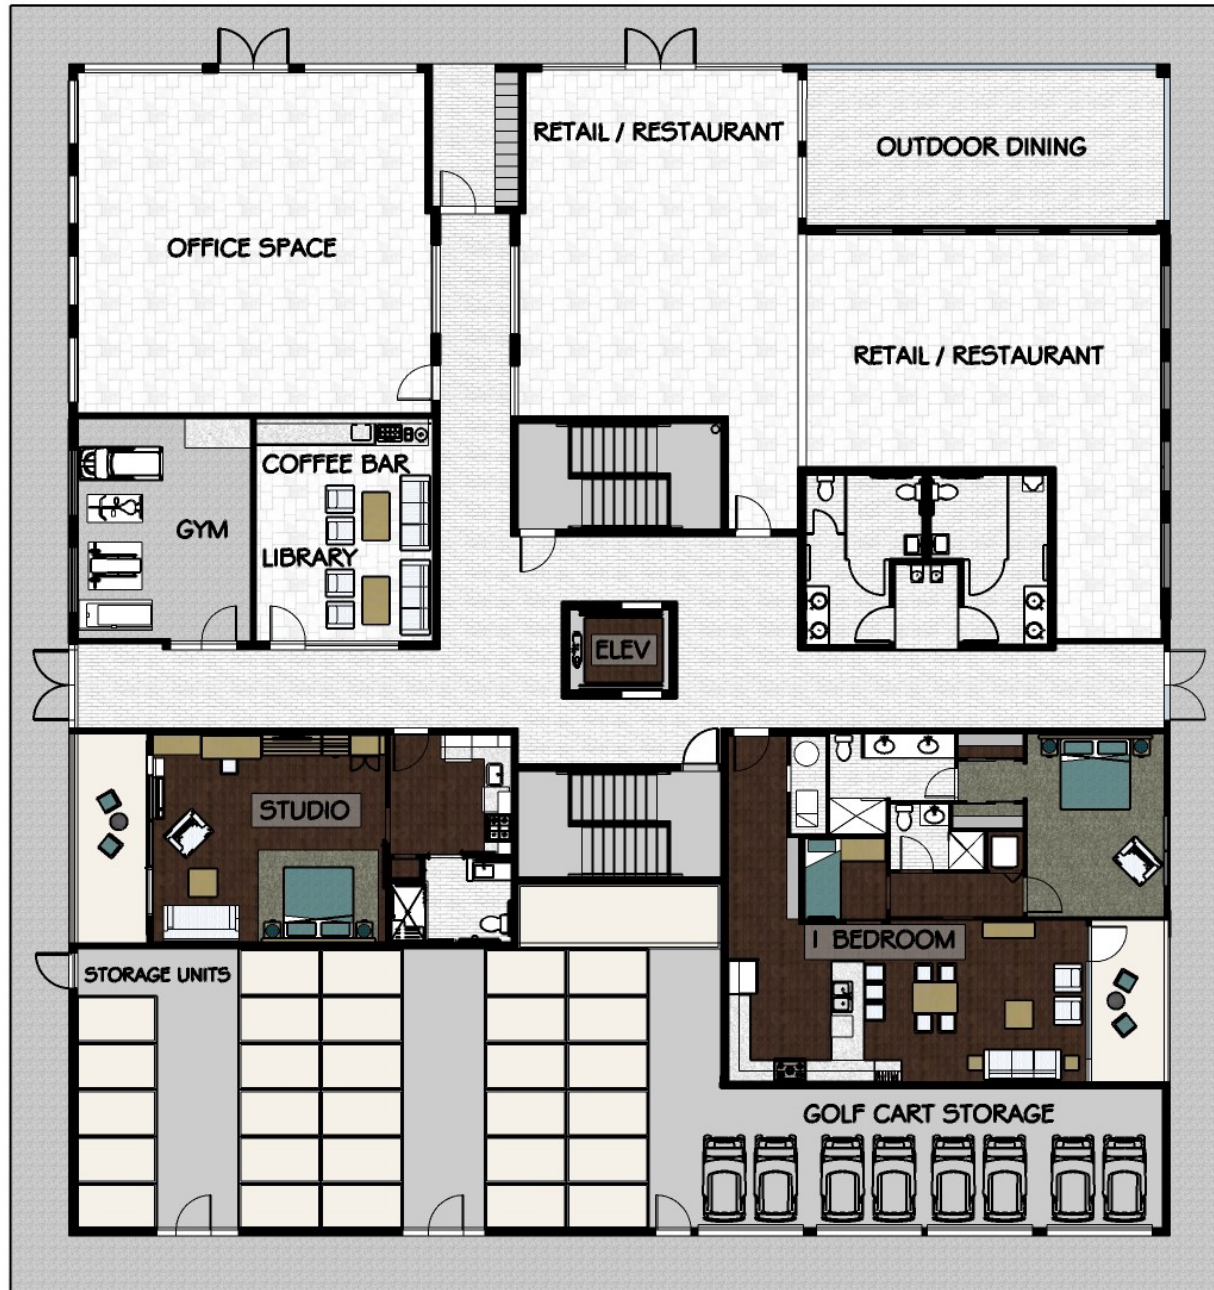 RETAIL / RESTAURANT
OUTDOOR DINING
OFFICE SPACE
RETAIL / RESTAURANT
COFFEE BAR
GYM
LIBRARY
ELEV
STUDIO
1 BEDROOM
STORAGE UNITS
GOLF CART STORAGE